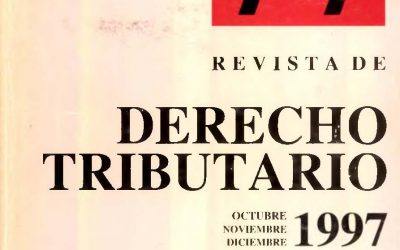 REVISTA DE
DERECHO
TRIBUTARIO
OCTUBRE
NOVIEMBRE
DICIEMBRE
1997